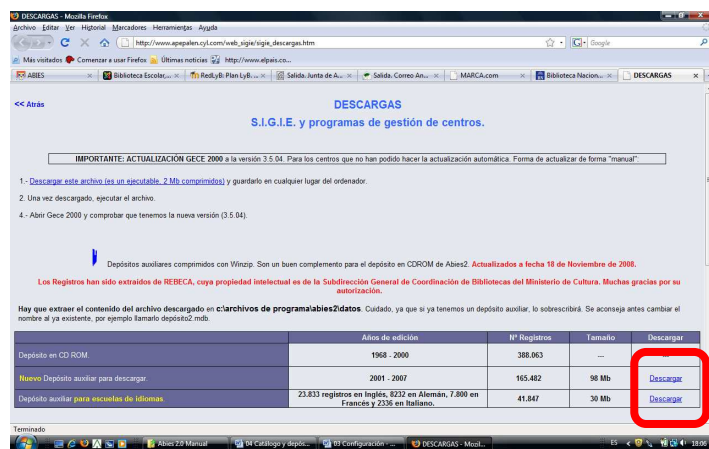 DESCARGAS - Mozilla Firefox
Archivo Editar Ver Historial Marcadores Herramientas Ayuda
http://www.apepalen.cyl.com/web_sigie/sigie_descargas.htm
Google
Más visitados Comenzar a usar Firefox Últimas noticias http://www.elpais.co...
ABIES Biblioteca Escolar,... RedLyB: Plan LyB. ... Salida. Junta de A... Salida. Correo An... MARCA.com Biblioteca Nacion... DESCARGAS
<< Atrás
DESCARGAS
S.I.G.I.E. y programas de gestión de centros.
IMPORTANTE: ACTUALIZACIÓN GECE 2000 a la versión 3.5.04. Para los centros que no han podido hacer la actualización automática. Forma de actualizar de forma "manual":
1.- Descargar este archivo (es un ejecutable, 2 Mb comprimidos) y guardarlo en cualquier lugar del ordenador.
2. Una vez descargado, ejecutar el archivo.
4.- Abrir Gece 2000 y comprobar que tenemos la nueva versión (3.5.04).
Depósitos auxiliares comprimidos con Winzip. Son un buen complemento para el depósito en CDROM de Abies2. Actualizados a fecha 18 de Noviembre de 2008.
Los Registros han sido extraidos de REBECA, cuya propiedad intelectual es de la Subdirección General de Coordinación de Bibliotecas del Ministerio de Cultura. Muchas gracias por su
autorización.
Hay que extraer el contenido del archivo descargado en c:\archivos de programa\abies2\datos. Cuidado, ya que si ya tenemos un depósito auxiliar, lo sobrescribirá. Se aconseja antes cambiar el
nombre al ya existente, por ejemplo llamarlo depósito2.mdb.
Años de edición Nº Registros Tamaño Descargar
Depósito en CD ROM. 1968 - 2000 388.063 --- ---
Nuevo Depósito auxiliar para descargar. 2001 - 2007 165.482 98 Mb Descargar
Depósito auxiliar para escuelas de idiomas. 23.833 registros en Inglés, 8232 en Alemán, 7.800 en
Francés y 2336 en Italiano. 41.847 30 Mb Descargar
Terminado
Abies 2.0 Manual 04 Catálogo y depós... 03 Configuración - ... DESCARGAS - Mozil... ES 18:06